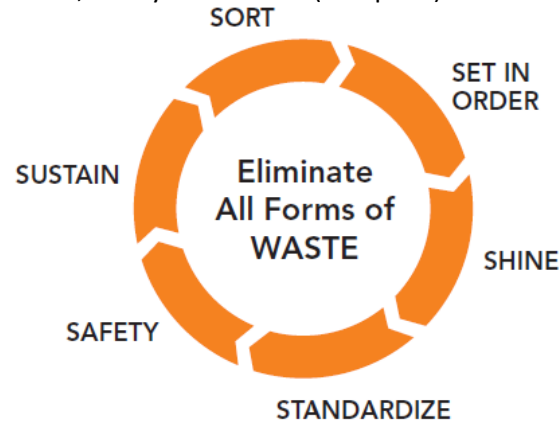 SORT
SET IN
ORDER
SHINE
STANDARDIZE
SAFETY
SUSTAIN
Eliminate
All Forms of
WASTE